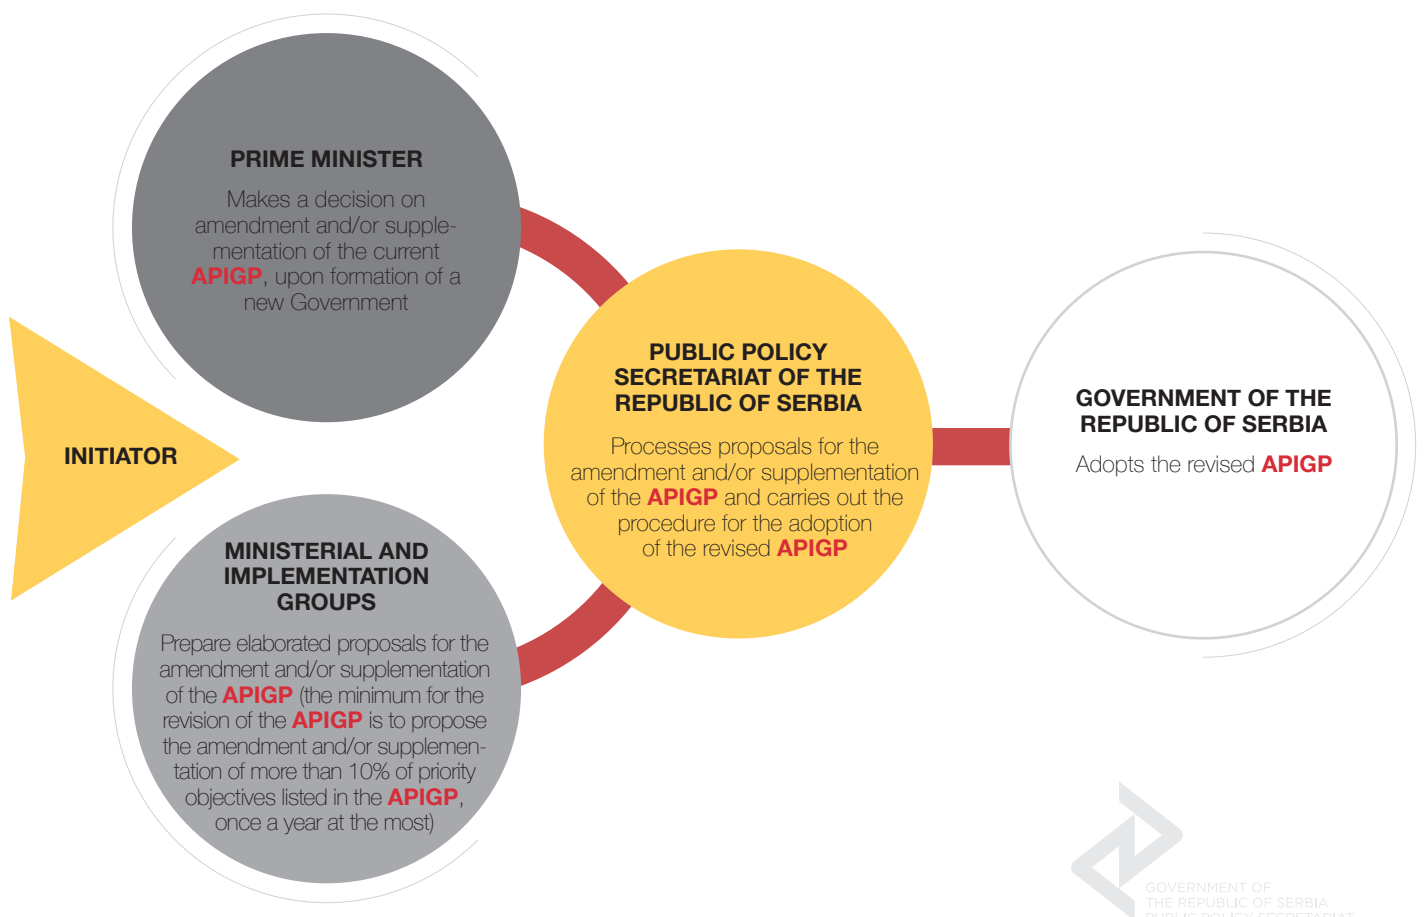 PRIME MINISTER
Makes a decision on
amendment and/or supple-
mentation of the current
APIGP, upon formation of a
new Government
INITIATOR
MINISTERIAL AND
IMPLEMENTATION
GROUPS
Prepare elaborated proposals for the
amendment and/or supplementation
of the APIGP (the minimum for the
revision of the APIGP is to propose
the amendment and/or supplemen-
tation of more than 10% of priority
objectives listed in the APIGP,
once a year at the most)
PUBLIC POLICY
SECRETARIAT OF THE
REPUBLIC OF SERBIA
Processes proposals for the
amendment and/or supplementation
of the APIGP and carries out the
procedure for the adoption
of the revised APIGP
GOVERNMENT OF THE
REPUBLIC OF SERBIA
Adopts the revised APIGP
GOVERNMENT OF
THE REPUBLIC OF SERBIA
PUBLIC POLICY SECRETARIAT